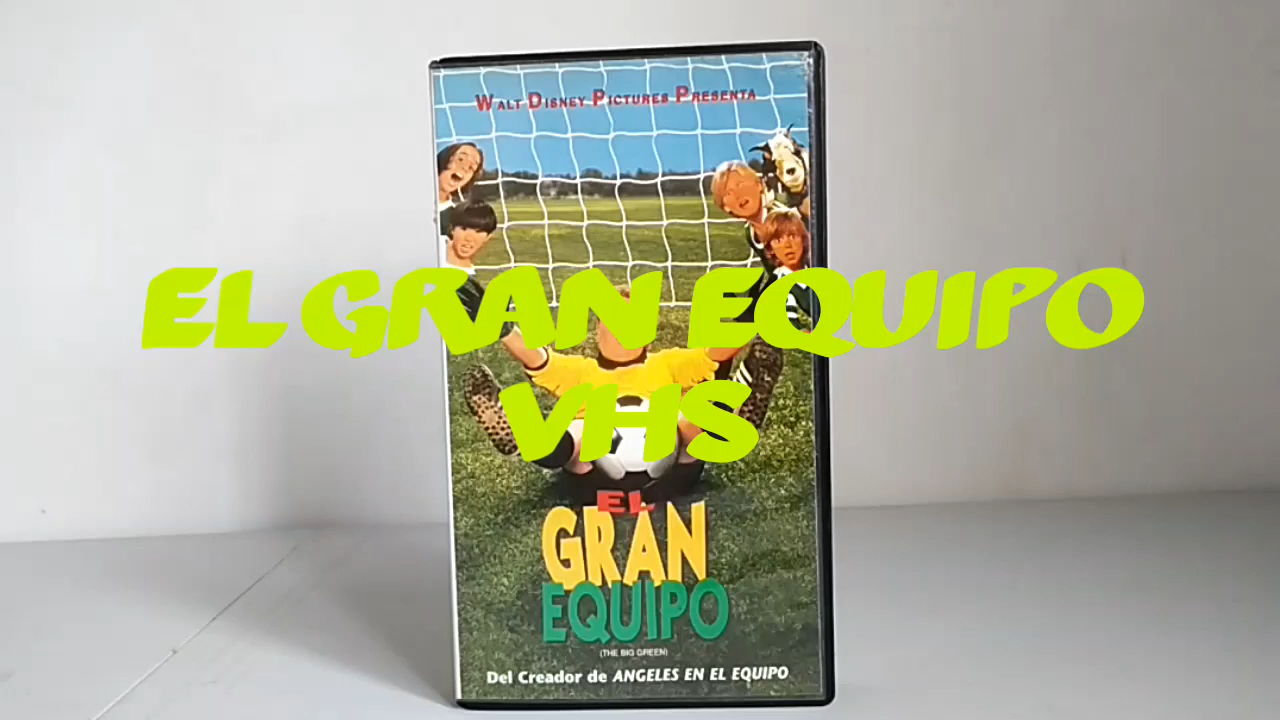 WALT DISNEY PICTURES PRESENTA
EL GRAN EQUIPO
VHS
EL
GRAN
EQUIPO
(THE BIG GREEN)
Del Creador de ANGELES EN EL EQUIPO